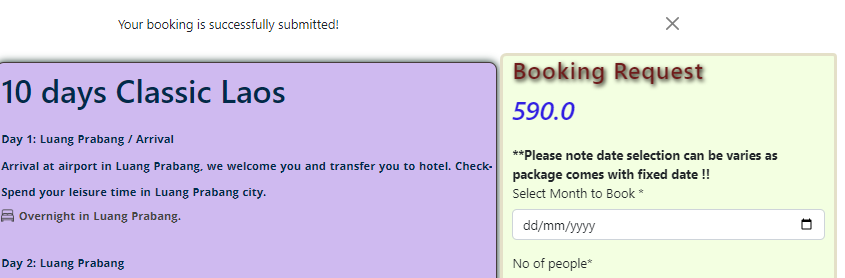 Your booking is successfully submitted!
10 days Classic Laos
Day 1: Luang Prabang / Arrival
Arrival at airport in Luang Prabang, we welcome you and transfer you to hotel. Check-
Spend your leisure time in Luang Prabang city.
Overnight in Luang Prabang.
Day 2: Luang Prabang
Booking Request
590.0
**Please note date selection can be varies as
package comes with fixed date !!
Select Month to Book *
dd/mm/yyyy
No of people*